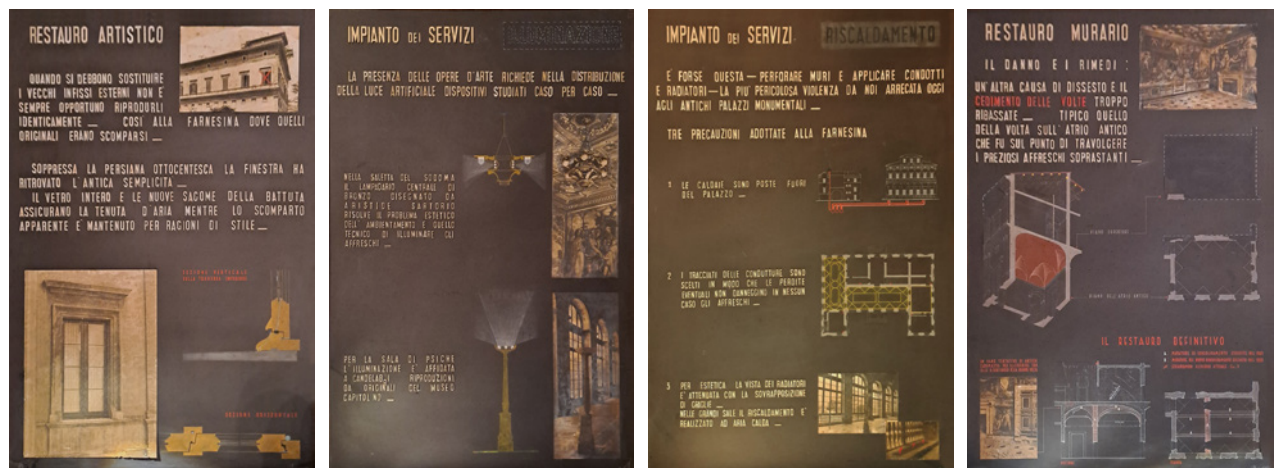 RESTAURO ARTISTICO
QUANDO SI DEBBONO SOSTITUIRE
I VECCHI INFISSI ESTERNI NON E'
SEMPRE OPPORTUNO RIPRODURLI
IDENTICAMENTE — COSI' ALLA FARNESINA DOVE QUELLI
ORIGINALI ERANO SCOMPARSI —
SOPPRESSA LA PERSIANA OTTOCENTESCA LA FINESTRA HA
RITROVATO L'ANTICA SEMPLICITA' —
IL VETRO INTERO E LE NUOVE SAGOME DELLA BATTUTA
ASSICURANO LA TENUTA D'ARIA MENTRE LO SCOMPARTO
APPARENTE E' MANTENUTO PER RAGIONI DI STILE —
SEZIONE VERTICALE
SEZIONE ORIZZONTALE
IMPIANTO DEI SERVIZI ILLUMINAZIONE
LA PRESENZA DELLE OPERE D'ARTE RICHIEDE NELLA DISTRIBUZIONE
DELLA LUCE ARTIFICIALE DISPOSITIVI STUDIATI CASO PER CASO —
NELLA SALETTA DEL SODOMA
IL LAMPADARIO CENTRALE DI
BRONZO DISEGNATO DA
ARISTIDE SARTORIO
RISOLVE IL PROBLEMA ESTETICO
DELL'AMBIENTAMENTO E QUELLO
TECNICO DI ILLUMINARE GLI
AFFRESCHI —
PER LA SALA DI PSICHE
L'ILLUMINAZIONE E' AFFIDATA
A CANDELABRI RIPRODUZIONI
DA ORIGINALI DEL MUSEO
CAPITOLINO —
IMPIANTO DEI SERVIZI RISCALDAMENTO
E' FORSE QUESTA — PERFORARE MURI E APPLICARE CONDOTTI
E RADIATORI — LA PIU' PERICOLOSA VIOLENZA DA NOI ARRECATA OGGI
AGLI ANTICHI PALAZZI MONUMENTALI —
TRE PRECAUZIONI ADOTTATE ALLA FARNESINA
1 LE CALDAIE SONO POSTE FUORI
DEL PALAZZO —
2 I TRACCIATI DELLE CONDUTTURE SONO
SCELTI IN MODO CHE LE PERDITE
EVENTUALI NON DANNEGGINO IN NESSUN
CASO GLI AFFRESCHI —
3 PER ESTETICA LA VISTA DEI RADIATORI
E' ATTENUATA CON LA SOVRAPPOSIZIONE
DI GRIGLIE —
NELLE GRANDI SALE IL RISCALDAMENTO E'
REALIZZATO AD ARIA CALDA —
RESTAURO MURARIO
IL DANNO E I RIMEDI :
UN'ALTRA CAUSA DI DISSESTO E' IL
CEDIMENTO DELLE VOLTE TROPPO
RIBASSATE — TIPICO QUELLO
DELLA VOLTA SULL'ATRIO ANTICO
CHE FU SUL PUNTO DI TRAVOLGERE
I PREZIOSI AFFRESCHI SOPRASTANTI —
PIANO SUPERIORE
PIANO DELL'ATRIO ANTICO
IL RESTAURO DEFINITIVO